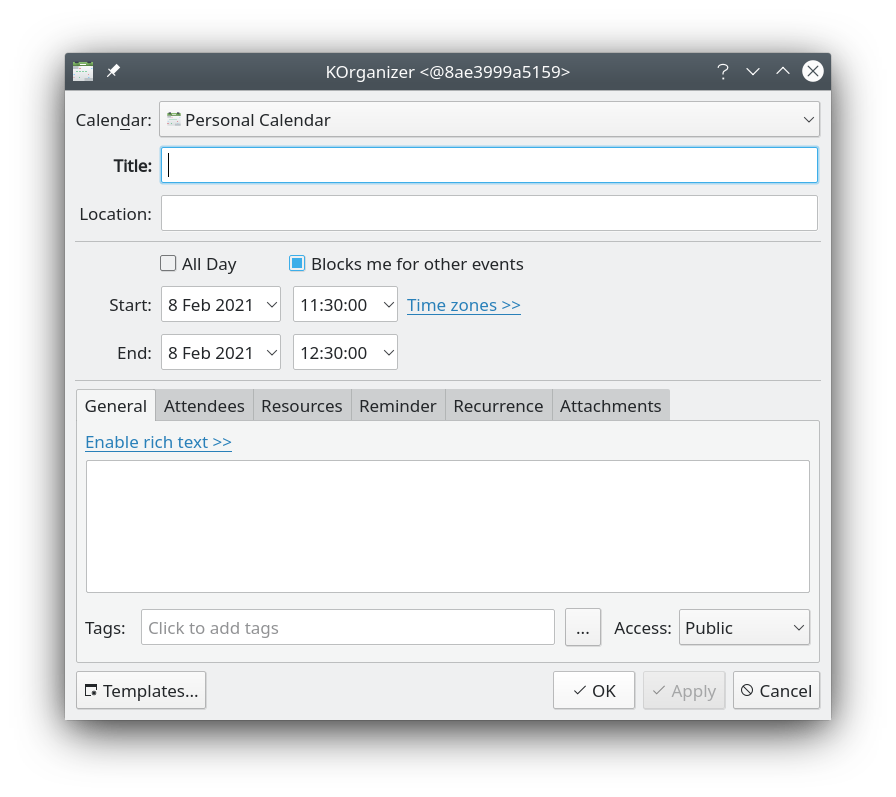 KOrganizer <@8ae3999a5159>
Calendar: Personal Calendar
Title:
Location:
All Day Blocks me for other events
Start: 8 Feb 2021 11:30:00 Time zones >>
End: 8 Feb 2021 12:30:00
General Attendees Resources Reminder Recurrence Attachments
Enable rich text >>
Tags: Click to add tags ... Access: Public
Templates... OK Apply Cancel